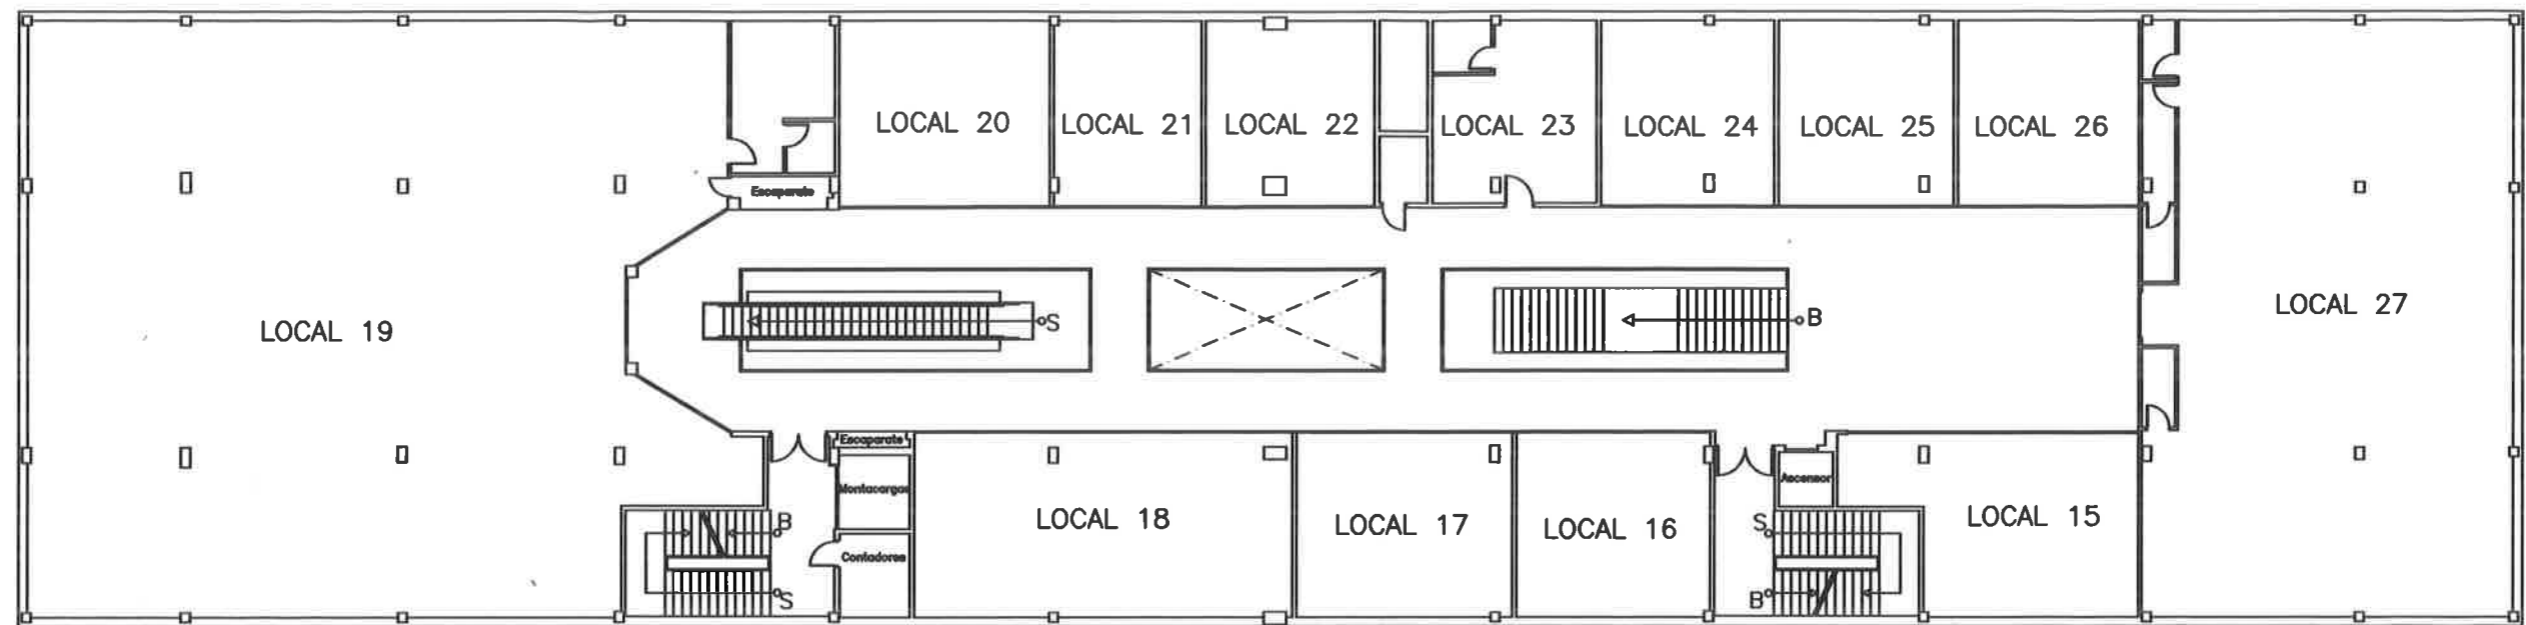 LOCAL 20
LOCAL 21
LOCAL 22
LOCAL 23
LOCAL 24
LOCAL 25
LOCAL 26
Escaparate
LOCAL 19
S
B
LOCAL 27
Escaparate
Montacargas
Ascensor
LOCAL 18
LOCAL 17
LOCAL 16
LOCAL 15
B
S
Contadores
S
B